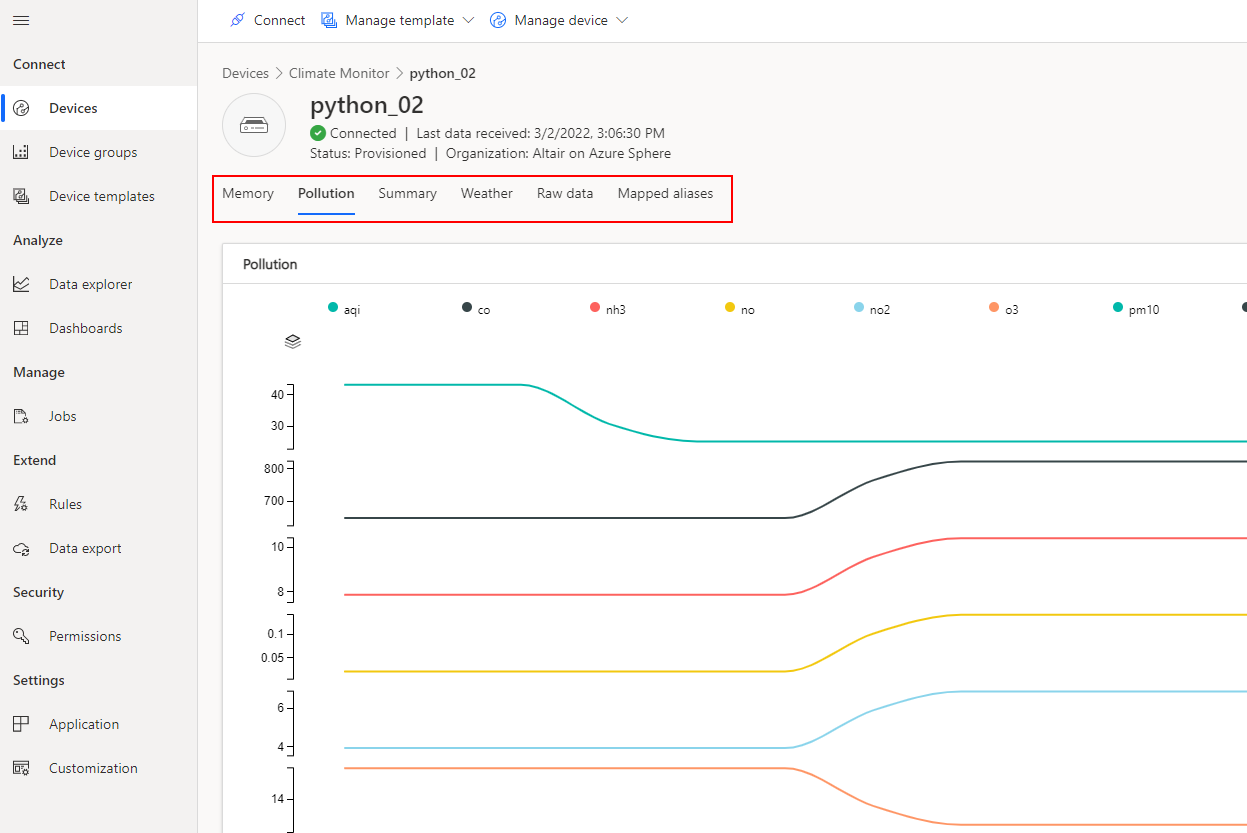 Connect Manage template Manage device
Connect
Devices
Device groups
Device templates
Analyze
Data explorer
Dashboards
Manage
Jobs
Extend
Rules
Data export
Security
Permissions
Settings
Application
Customization
Devices > Climate Monitor > python_02
python_02
Connected | Last data received: 3/2/2022, 3:06:30 PM
Status: Provisioned | Organization: Altair on Azure Sphere
Memory Pollution Summary Weather Raw data Mapped aliases
Pollution
aqi co nh3 no no2 o3 pm10
40
30
800
700
10
8
0.1
0.05
6
4
14